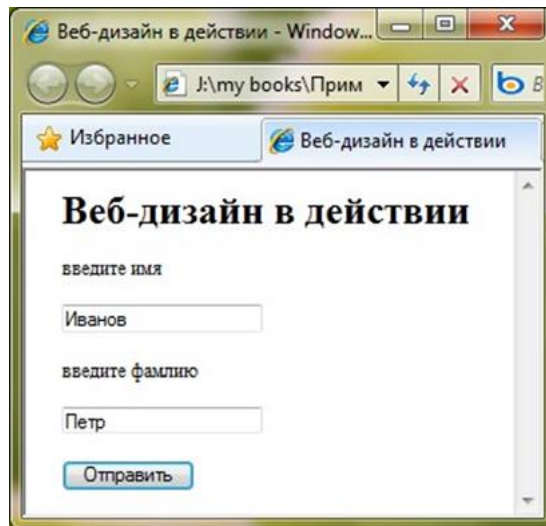 Веб-дизайн в действии - Window...
J:\my books\Прим
Избранное
Веб-дизайн в действии
Веб-дизайн в действии
введите имя
Иванов
введите фамлию
Петр
Отправить